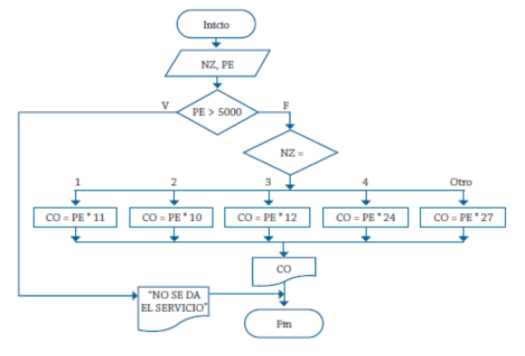 Inicio
NZ, PE
V
PE > 5000
F
NZ =
1
2
3
4
Otro
CO = PE * 11
CO = PE * 10
CO = PE * 12
CO = PE * 24
CO = PE * 27
CO
"NO SE DA
EL SERVICIO"
Fin